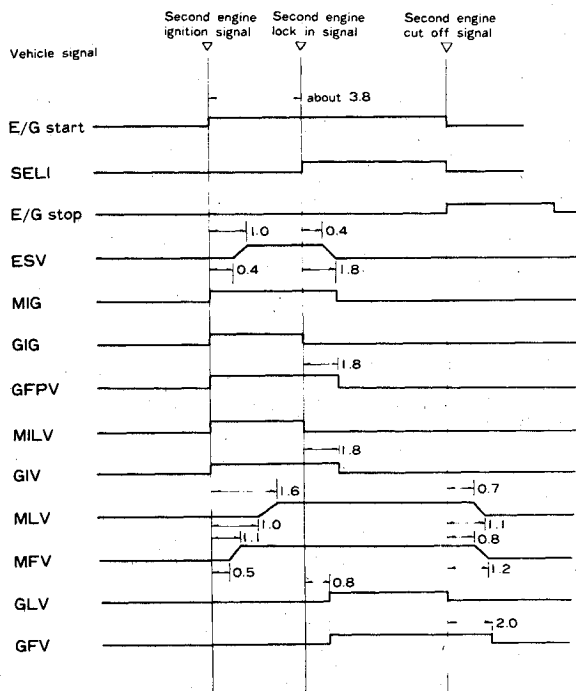 Second engine ignition signal
Second engine lock in signal
Second engine cut off signal
Vehicle signal
about 3.8
E/G start
SELI
E/G stop
1.0
0.4
ESV
0.4
1.8
MIG
GIG
1.8
GFPV
MILV
1.8
GIV
0.7
1.6
MLV
1.0
1.1
1.1
0.8
MFV
0.5
1.2
0.8
GLV
2.0
GFV